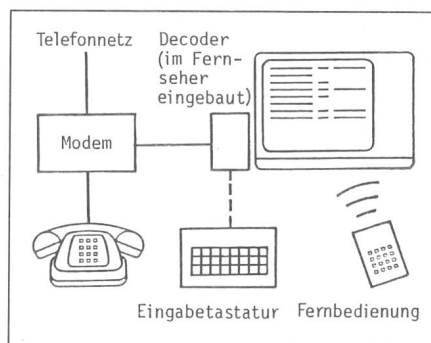 Telefonnetz
Decoder
(im Fern-
seher
eingebaut)
Modem
Eingabetastatur
Fernbedienung